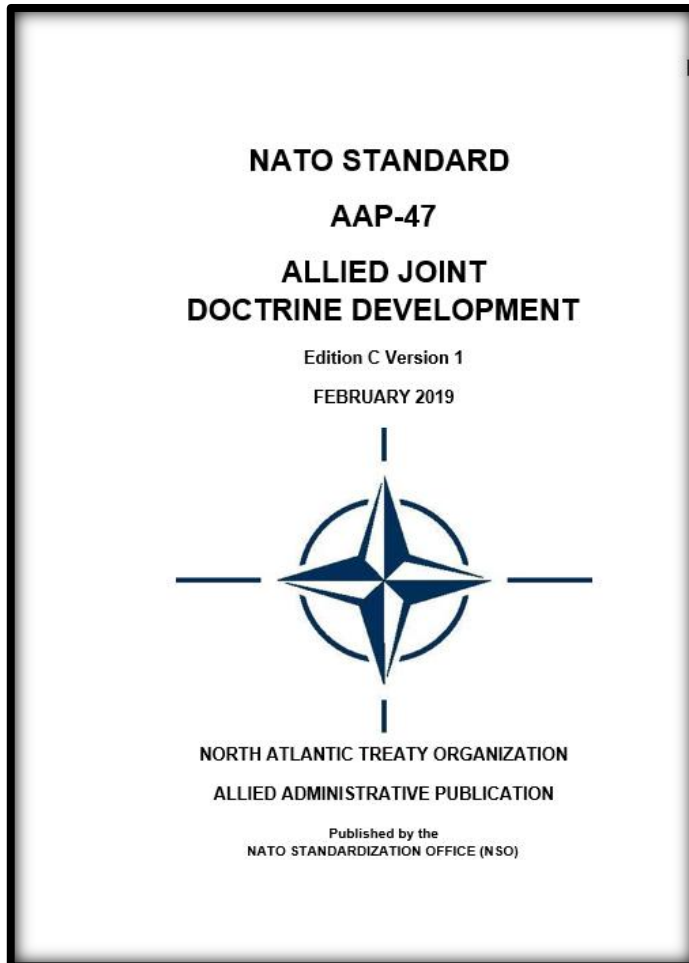 NATO STANDARD
AAP-47
ALLIED JOINT
DOCTRINE DEVELOPMENT
Edition C Version 1
FEBRUARY 2019
NORTH ATLANTIC TREATY ORGANIZATION
ALLIED ADMINISTRATIVE PUBLICATION
Published by the
NATO STANDARDIZATION OFFICE (NSO)